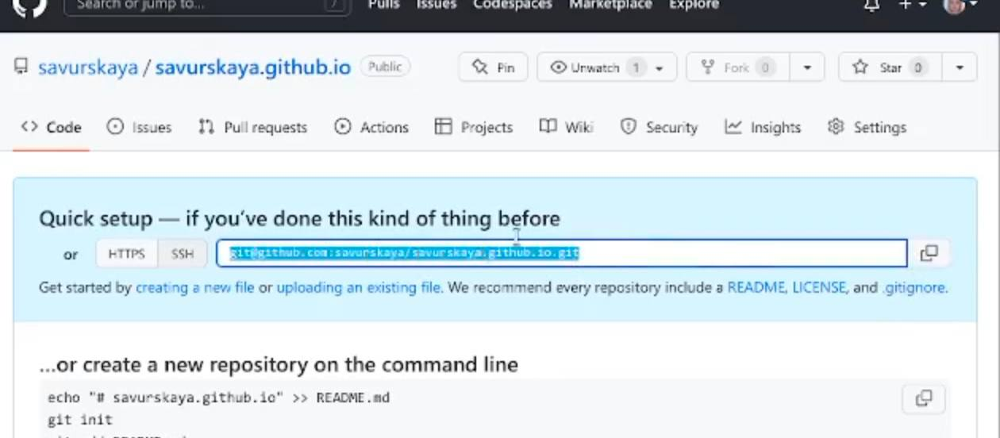 Search or jump to... /
Pulls Issues Codespaces Marketplace Explore
savurskaya / savurskaya.github.io Public
Pin Unwatch 1 Fork 0 Star 0
Code Issues Pull requests Actions Projects Wiki Security Insights Settings
Quick setup — if you've done this kind of thing before
or HTTPS SSH git@github.com:savurskaya/savurskaya.github.io.git
Get started by creating a new file or uploading an existing file. We recommend every repository include a README, LICENSE, and .gitignore.
...or create a new repository on the command line
echo "# savurskaya.github.io" >> README.md
git init